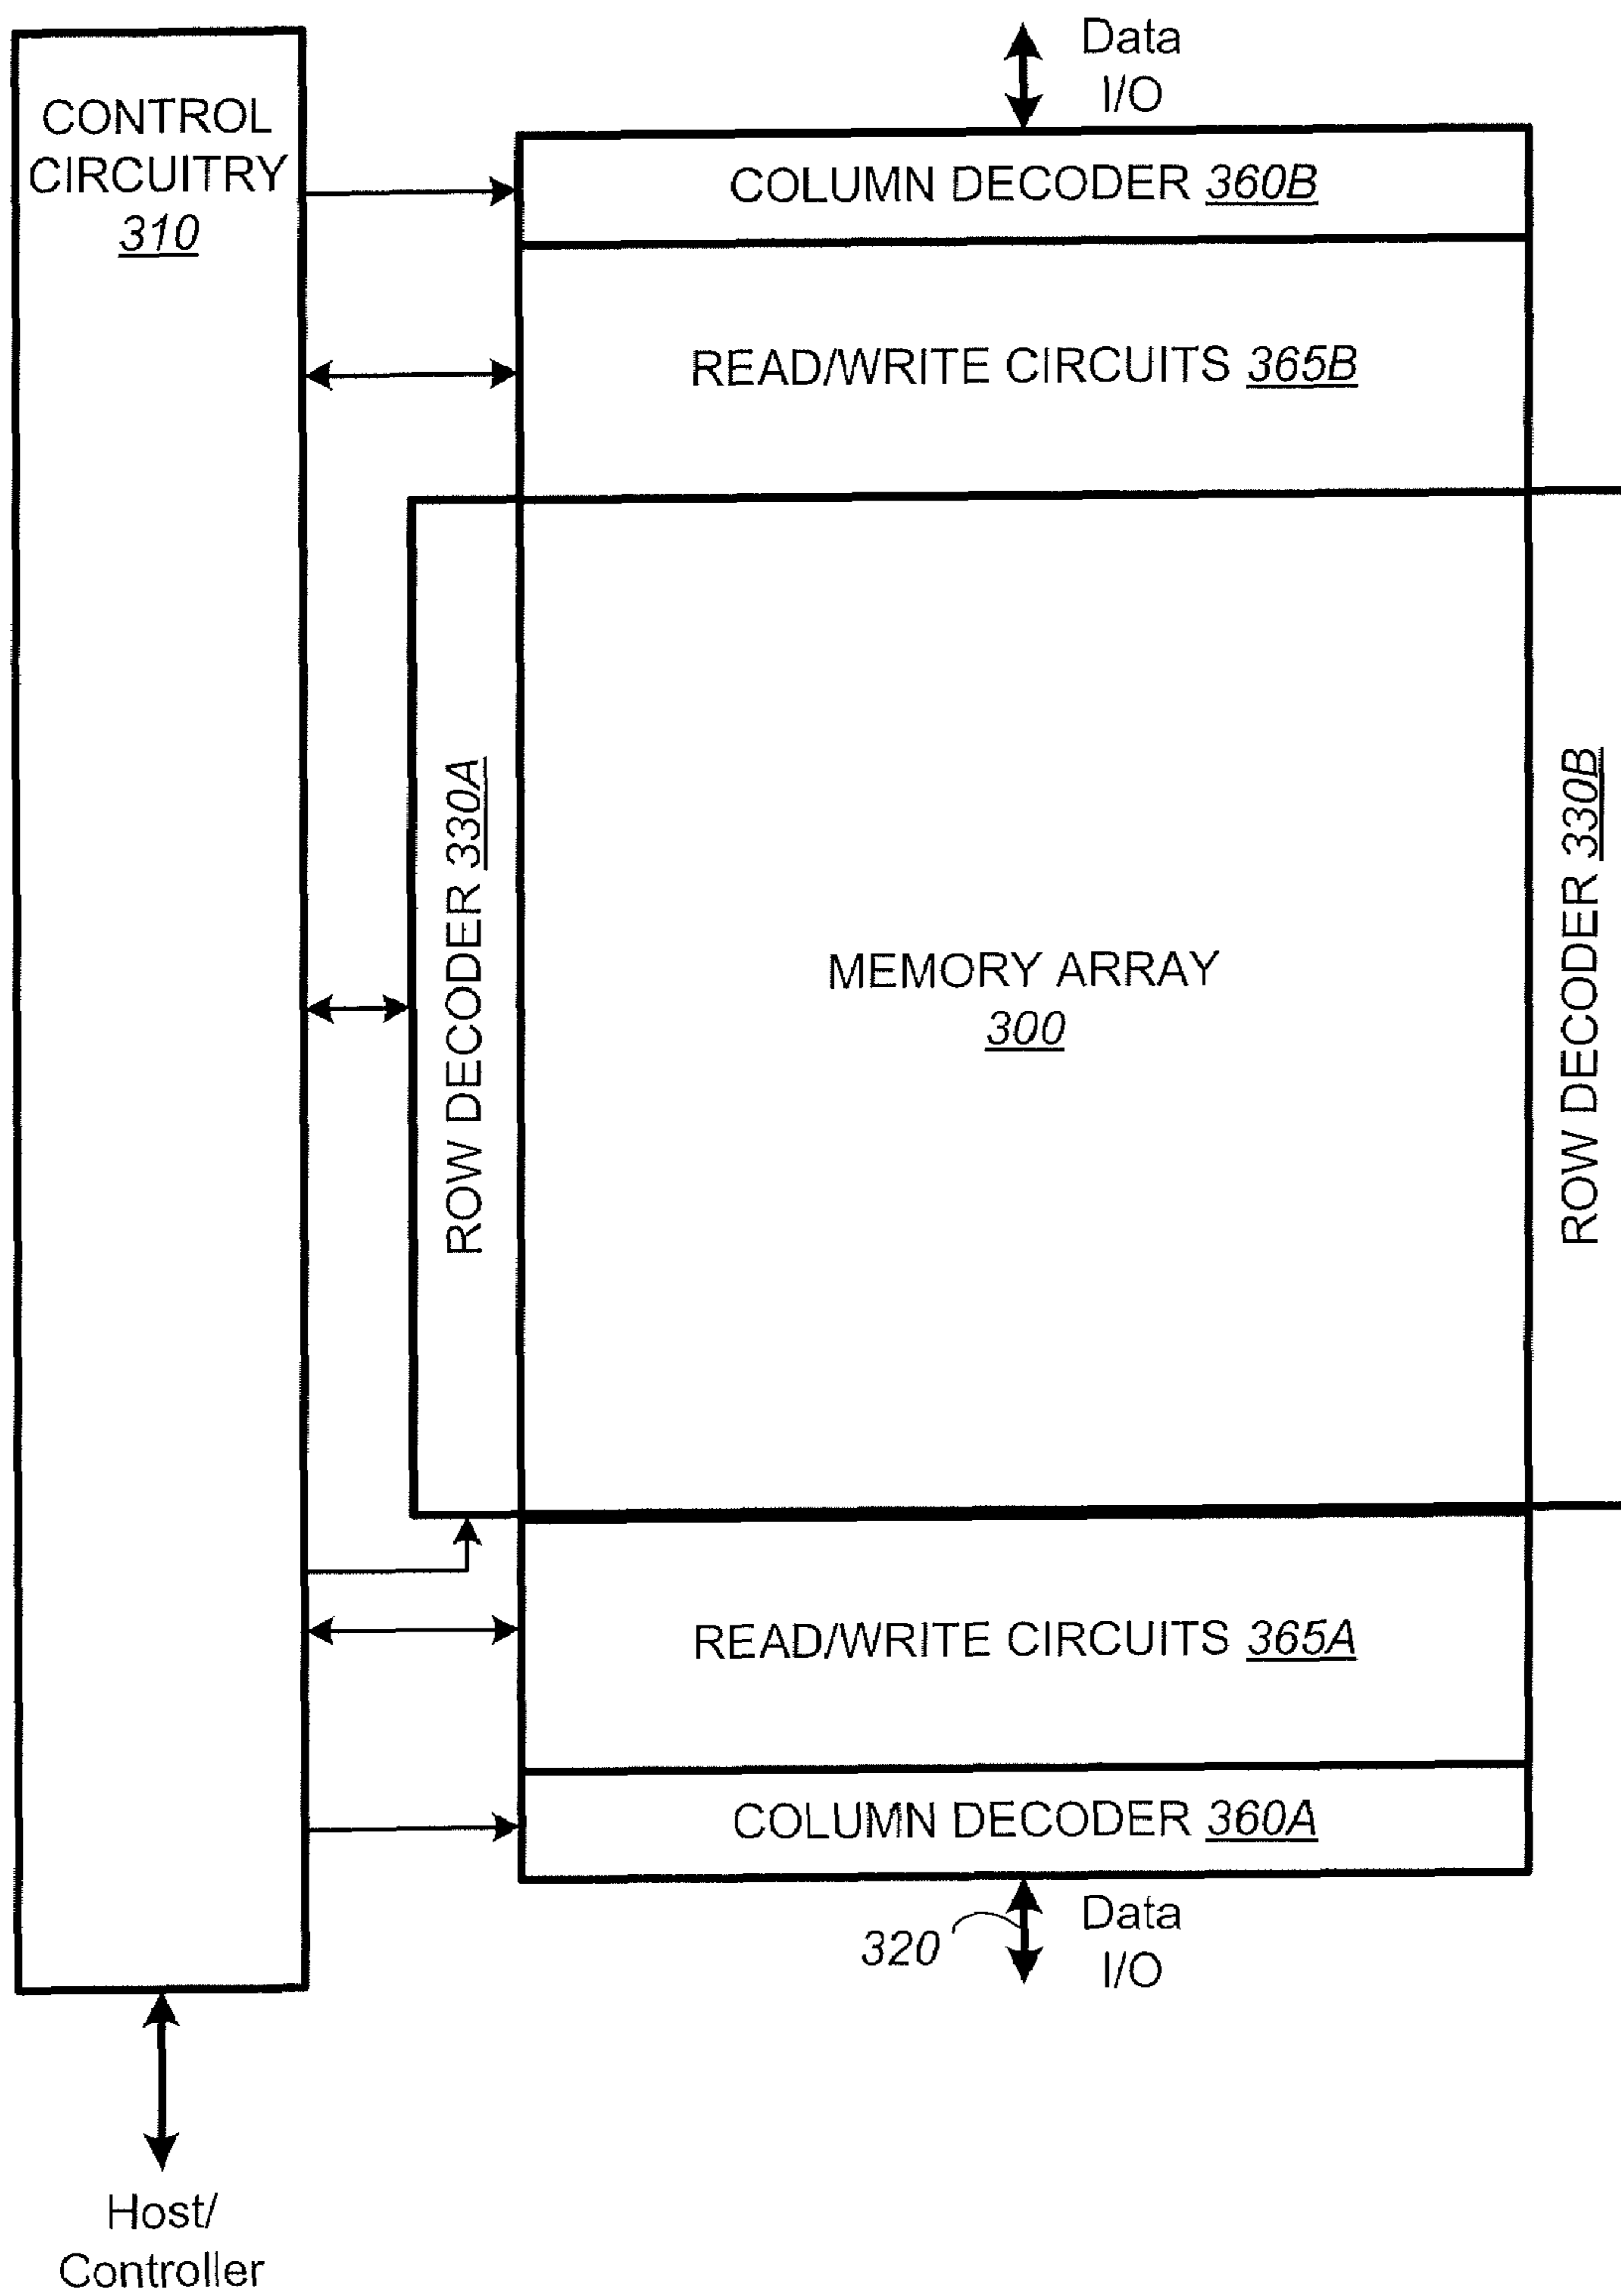 Data
I/O
CONTROL
CIRCUITRY
310
COLUMN DECODER 360B
READ/WRITE CIRCUITS 365B
ROW DECODER 330A
MEMORY ARRAY
300
ROW DECODER 330B
READ/WRITE CIRCUITS 365A
COLUMN DECODER 360A
320
Data
I/O
Host/
Controller